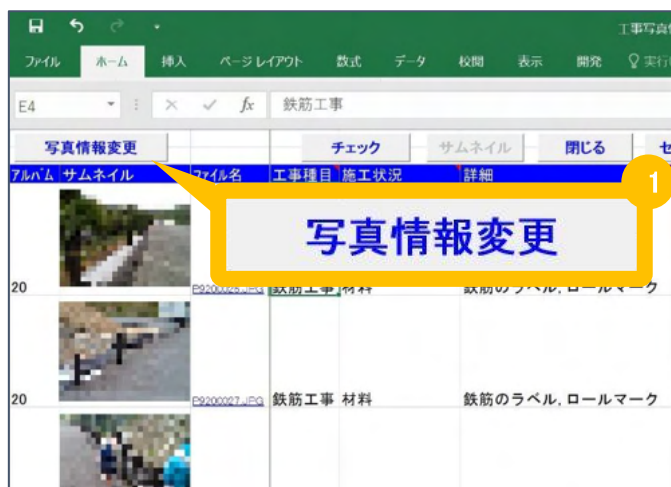 工事写真情
ファイル ホーム 挿入 ページレイアウト 数式 データ 校閲 表示 開発 実行
E4 fx 鉄筋工事
写真情報変更 チェック サムネイル 閉じる セ
アルバム サムネイル ファイル名 工事種目 施工状況 詳細
1
写真情報変更
20 P9200026.JPG 鉄筋工事 材料 鉄筋のラベル,ロールマーク
20 P9200027.JPG 鉄筋工事 材料 鉄筋のラベル,ロールマーク